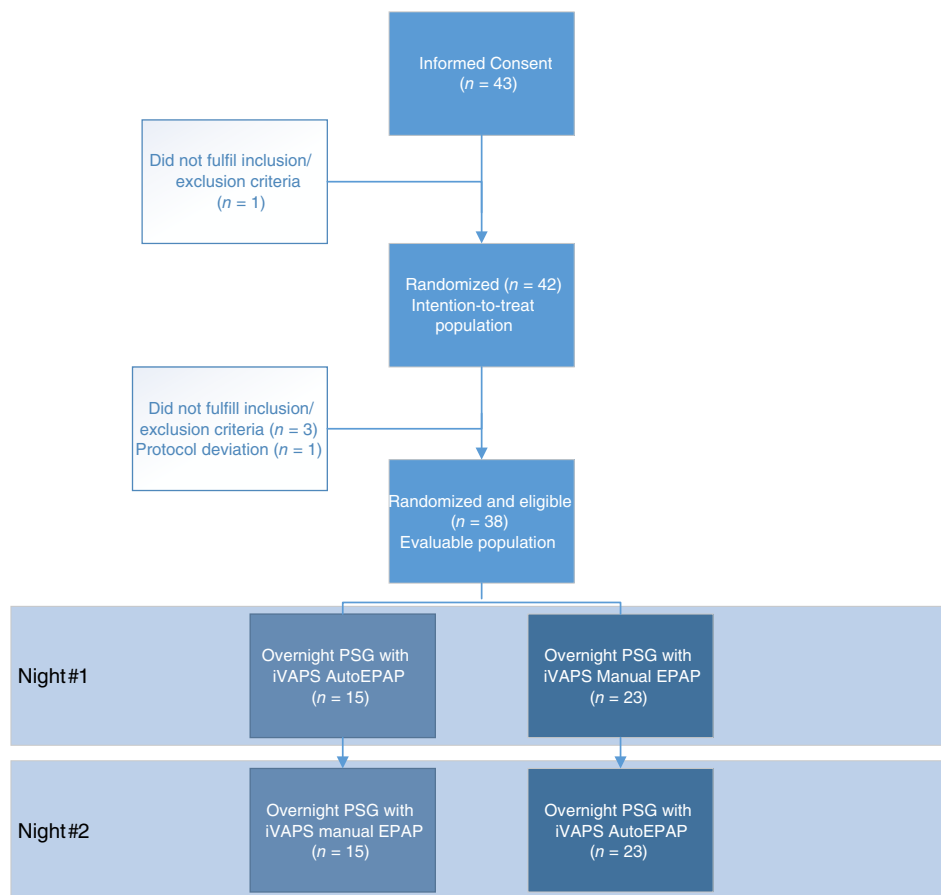 Informed Consent
(n = 43)
Did not fulfil inclusion/
exclusion criteria
(n = 1)
Randomized (n = 42)
Intention-to-treat
population
Did not fulfill inclusion/
exclusion criteria (n = 3)
Protocol deviation (n = 1)
Randomized and eligible
(n = 38)
Evaluable population
Night#1
Overnight PSG with
iVAPS AutoEPAP
(n = 15)
Overnight PSG with
iVAPS Manual EPAP
(n = 23)
Night#2
Overnight PSG with
iVAPS manual EPAP
(n = 15)
Overnight PSG with
iVAPS AutoEPAP
(n = 23)